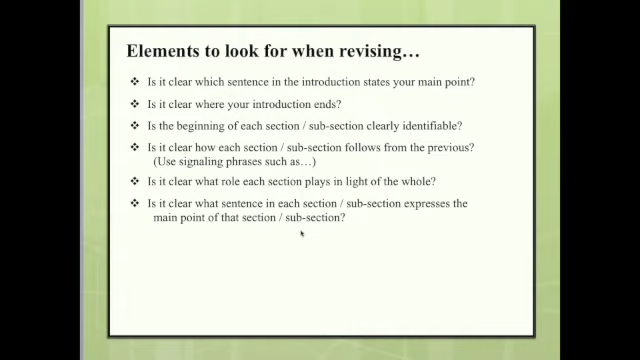 Elements to look for when revising…
❖ Is it clear which sentence in the introduction states your main point?
❖ Is it clear where your introduction ends?
❖ Is the beginning of each section / sub-section clearly identifiable?
❖ Is it clear how each section / sub-section follows from the previous?
(Use signaling phrases such as…)
❖ Is it clear what role each section plays in light of the whole?
❖ Is it clear what sentence in each section / sub-section expresses the
main point of that section / sub-section?